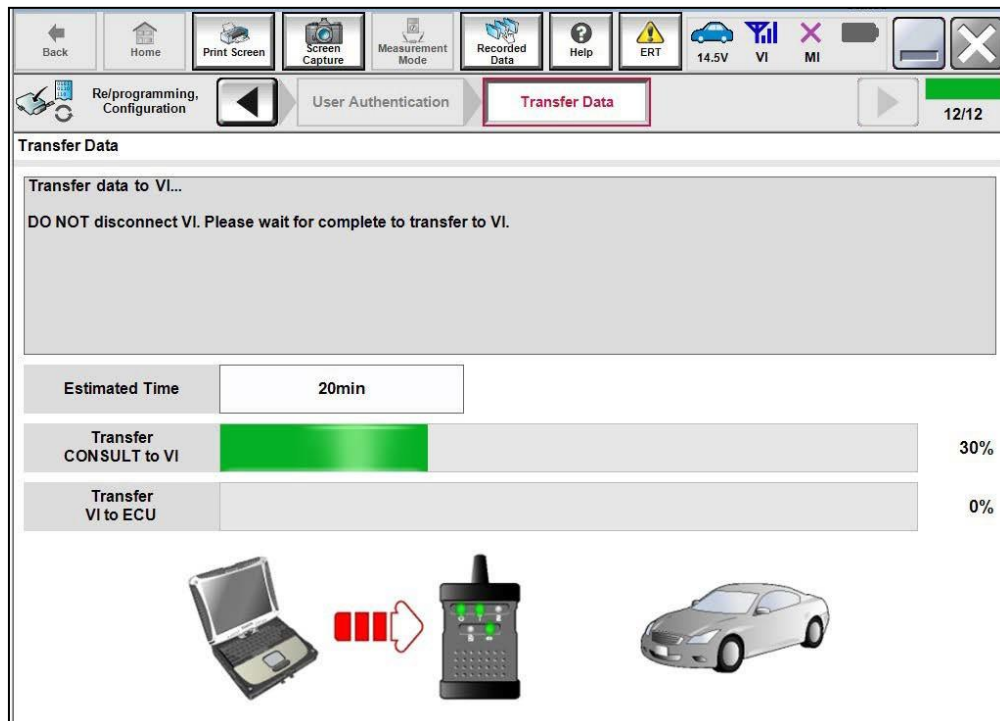 Back
Home
Print Screen
Screen
Capture
Measurement
Mode
Recorded
Data
Help
ERT
14.5V
VI
MI
Re/programming,
Configuration
User Authentication
Transfer Data
12/12
Transfer Data
Transfer data to VI...
DO NOT disconnect VI. Please wait for complete to transfer to VI.
Estimated Time
20min
Transfer
CONSULT to VI
30%
Transfer
VI to ECU
0%